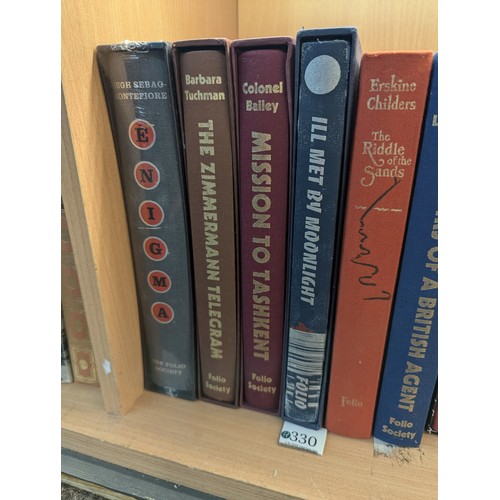 HUGH SEBAG-
MONTEFIORE
ENIGMA
THE FOLIO
SOCIETY
Barbara
Tuchman
THE ZIMMERMANN TELEGRAM
Folio
Society
Colonel
Bailey
MISSION TO TASHKENT
Folio
Society
ILL MET BY MOONLIGHT
FOLIO
330
Erskine
Childers
The
Riddle
of the
Sands
Folio
OF A BRITISH AGENT
Folio
Society